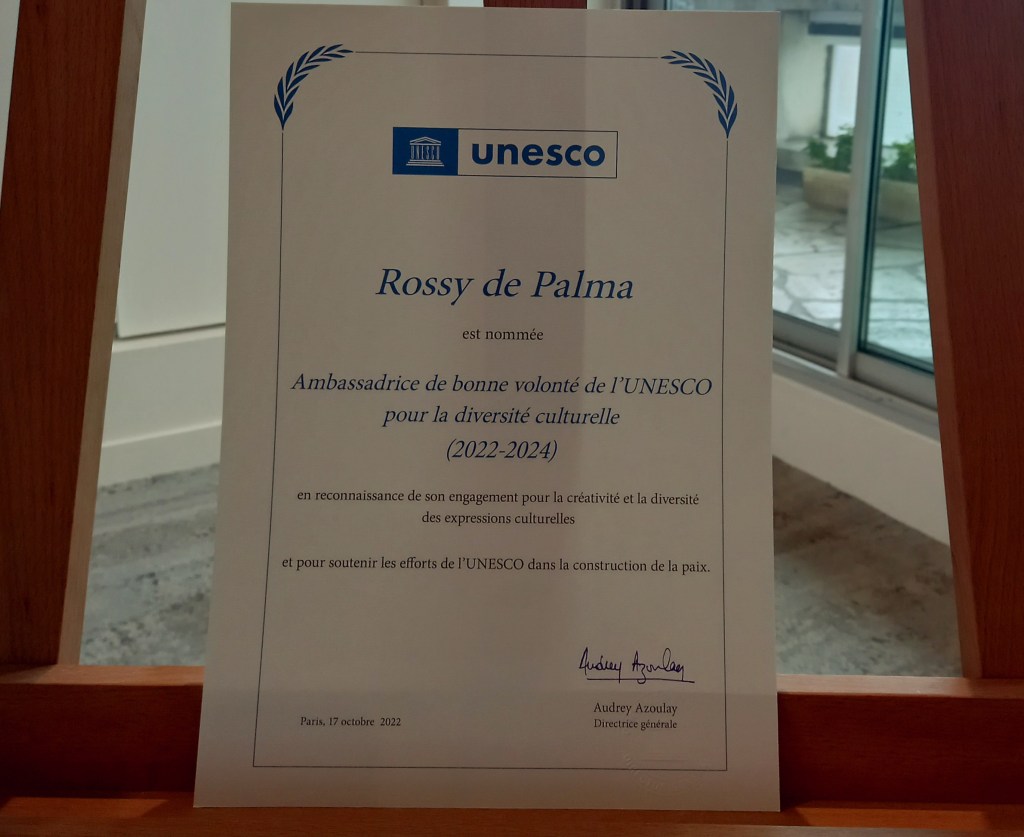 unesco
Rossy de Palma
est nommée
Ambassadrice de bonne volonté de l'UNESCO
pour la diversité culturelle
(2022-2024)
en reconnaissance de son engagement pour la créativité et la diversité
des expressions culturelles
et pour soutenir les efforts de l'UNESCO dans la construction de la paix.
Audrey Azoulay
Audrey Azoulay
Directrice générale
Paris, 17 octobre 2022